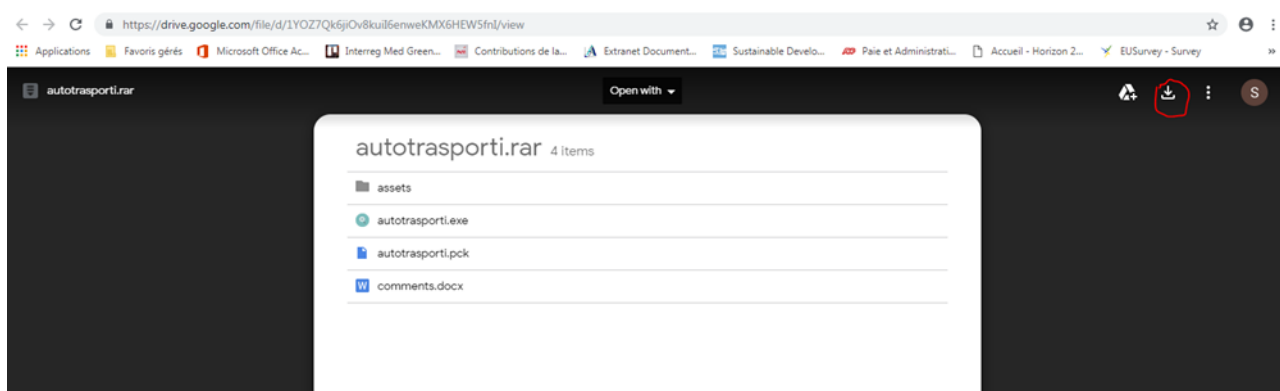 https://drive.google.com/file/d/1YOZ7Qk6jiOv8kuiI6enweKMX6HEW5fnI/view
Applications Favoris gérés Microsoft Office Ac... Interreg Med Green... Contributions de la... Extranet Document... Sustainable Develo... Paie et Administrati... Accueil - Horizon 2... EUSurvey - Survey »
autotrasporti.rar Open with S
autotrasporti.rar 4 items
assets
autotrasporti.exe
autotrasporti.pck
W comments.docx